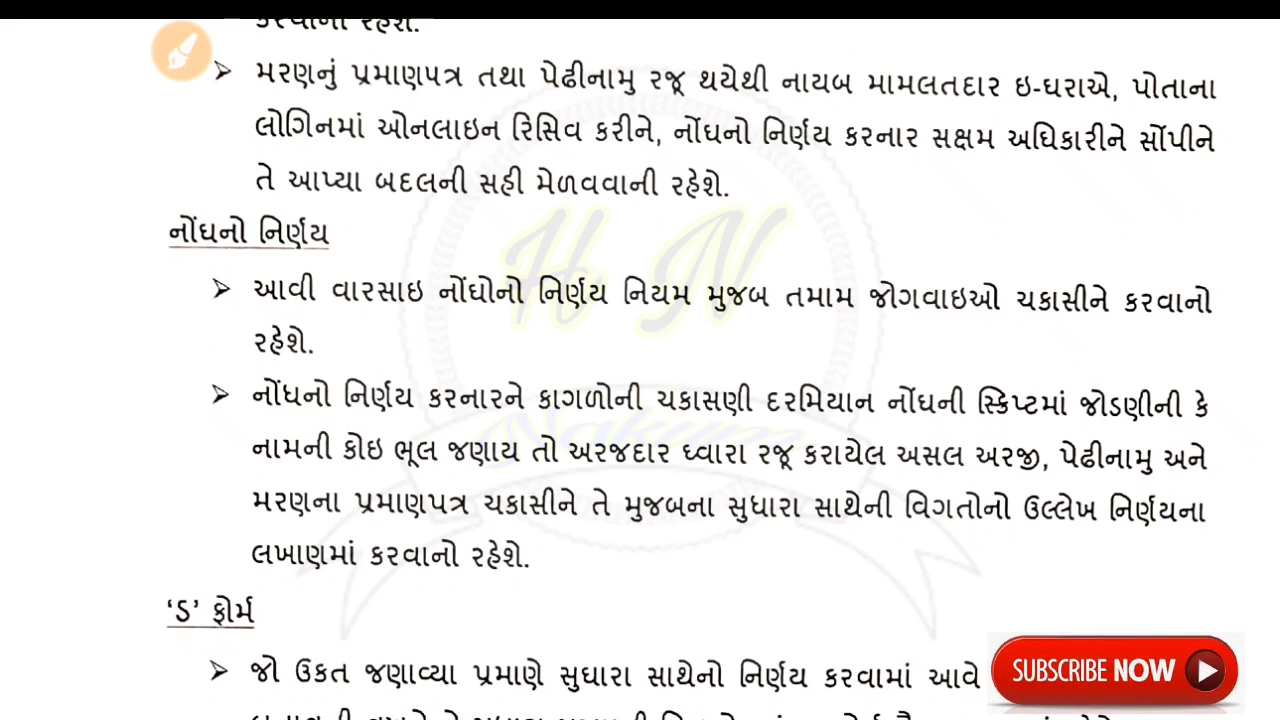 કરવાનો રહેશે.
➢ મરણનું પ્રમાણપત્ર તથા પેઢીનામુ રજૂ થયેથી નાયબ મામલતદાર ઇ-ધરાએ, પોતાના
લોગિનમાં ઓનલાઇન રિસિવ કરીને, નોંધનો નિર્ણય કરનાર સક્ષમ અધિકારીને સોંપીને
તે આપ્યા બદલની સહી મેળવવાની રહેશે.
નોંધનો નિર્ણય
➢ આવી વારસાઇ નોંધોનો નિર્ણય નિયમ મુજબ તમામ જોગવાઇઓ ચકાસીને કરવાનો
રહેશે.
➢ નોંધનો નિર્ણય કરનારને કાગળોની ચકાસણી દરમિયાન નોંધની સ્ક્રિપ્ટમાં જોડણીની કે
નામની કોઇ ભૂલ જણાય તો અરજદાર ધ્વારા રજૂ કરાયેલ અસલ અરજી, પેઢીનામુ અને
મરણના પ્રમાણપત્ર ચકાસીને તે મુજબના સુધારા સાથેની વિગતોનો ઉલ્લેખ નિર્ણયના
લખાણમાં કરવાનો રહેશે.
‘S’ ફોર્મ
➢ જો ઉકત જણાવ્યા પ્રમાણે સુધારા સાથેનો નિર્ણય કરવામાં આવે
SUBSCRIBE NOW
H N
Nakum